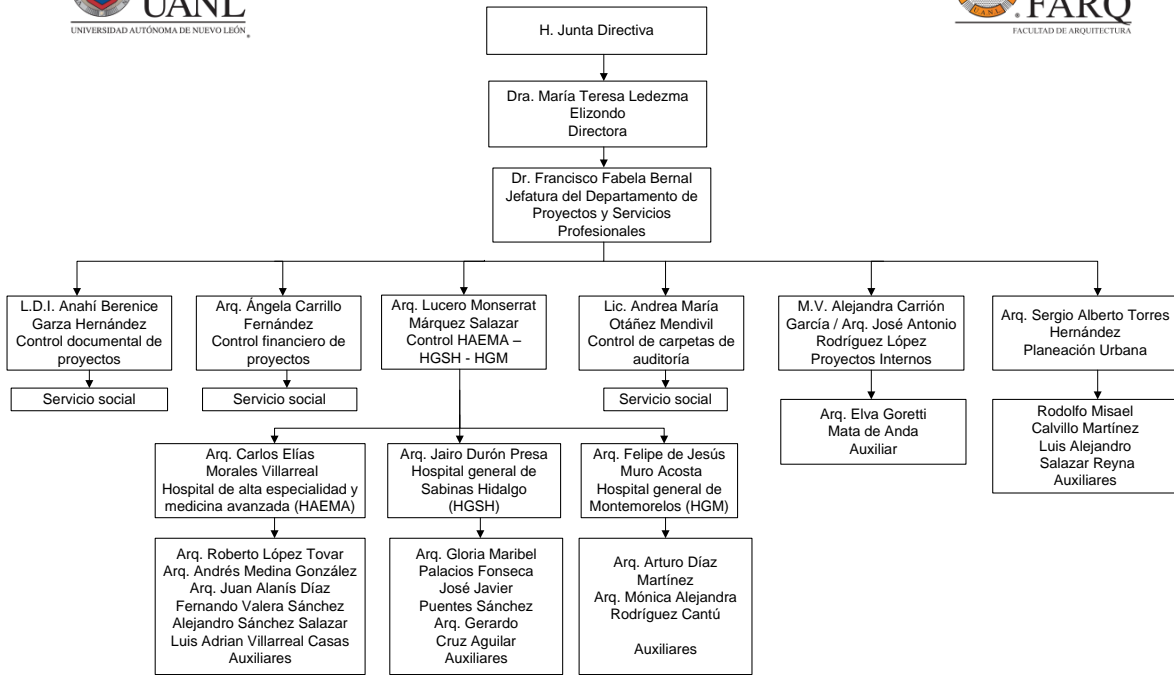 UANL
UNIVERSIDAD AUTÓNOMA DE NUEVO LEÓN
FARQ
FACULTAD DE ARQUITECTURA
H. Junta Directiva
Dra. María Teresa Ledezma
Elizondo
Directora
Dr. Francisco Fabela Bernal
Jefatura del Departamento de
Proyectos y Servicios
Profesionales
L.D.I. Anahí Berenice
Garza Hernández
Control documental de
proyectos
Servicio social
Arq. Ángela Carrillo
Fernández
Control financiero de
proyectos
Servicio social
Arq. Lucero Monserrat
Márquez Salazar
Control HAEMA –
HGSH - HGM
Lic. Andrea María
Otáñez Mendivil
Control de carpetas de
auditoría
Servicio social
M.V. Alejandra Carrión
García / Arq. José Antonio
Rodríguez López
Proyectos Internos
Arq. Elva Goretti
Mata de Anda
Auxiliar
Arq. Sergio Alberto Torres
Hernández
Planeación Urbana
Rodolfo Misael
Calvillo Martínez
Luis Alejandro
Salazar Reyna
Auxiliares
Arq. Carlos Elías
Morales Villarreal
Hospital de alta especialidad y
medicina avanzada (HAEMA)
Arq. Roberto López Tovar
Arq. Andrés Medina González
Arq. Juan Alanís Díaz
Fernando Valera Sánchez
Alejandro Sánchez Salazar
Luis Adrian Villarreal Casas
Auxiliares
Arq. Jairo Durón Presa
Hospital general de
Sabinas Hidalgo
(HGSH)
Arq. Gloria Maribel
Palacios Fonseca
José Javier
Puentes Sánchez
Arq. Gerardo
Cruz Aguilar
Auxiliares
Arq. Felipe de Jesús
Muro Acosta
Hospital general de
Montemorelos (HGM)
Arq. Arturo Díaz
Martínez
Arq. Mónica Alejandra
Rodríguez Cantú
Auxiliares